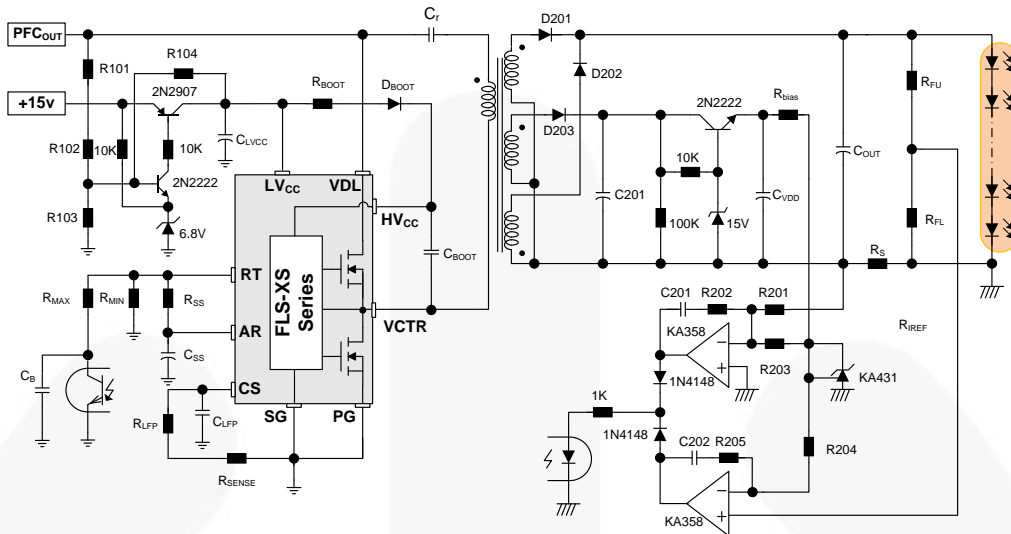 PFCOUT
Cr
D201
R101
R104
D202
RFU
+15v
2N2907
RBOOT
DBOOT
D203
2N2222
Rbias
R102
10K
10K
CLVCC
2N2222
LVCC
VDL
10K
COUT
R103
6.8V
HVCC
C201
100K
15V
CVDD
RFL
CBOOT
RS
RMAX
RMIN
RSS
RT
FLS-XS
Series
VCTR
AR
CSS
CB
CS
SG
PG
RLFP
CLFP
RSENSE
C201
R202
R201
RIREF
KA358
R203
KA431
1N4148
1K
1N4148
C202
R205
R204
KA358